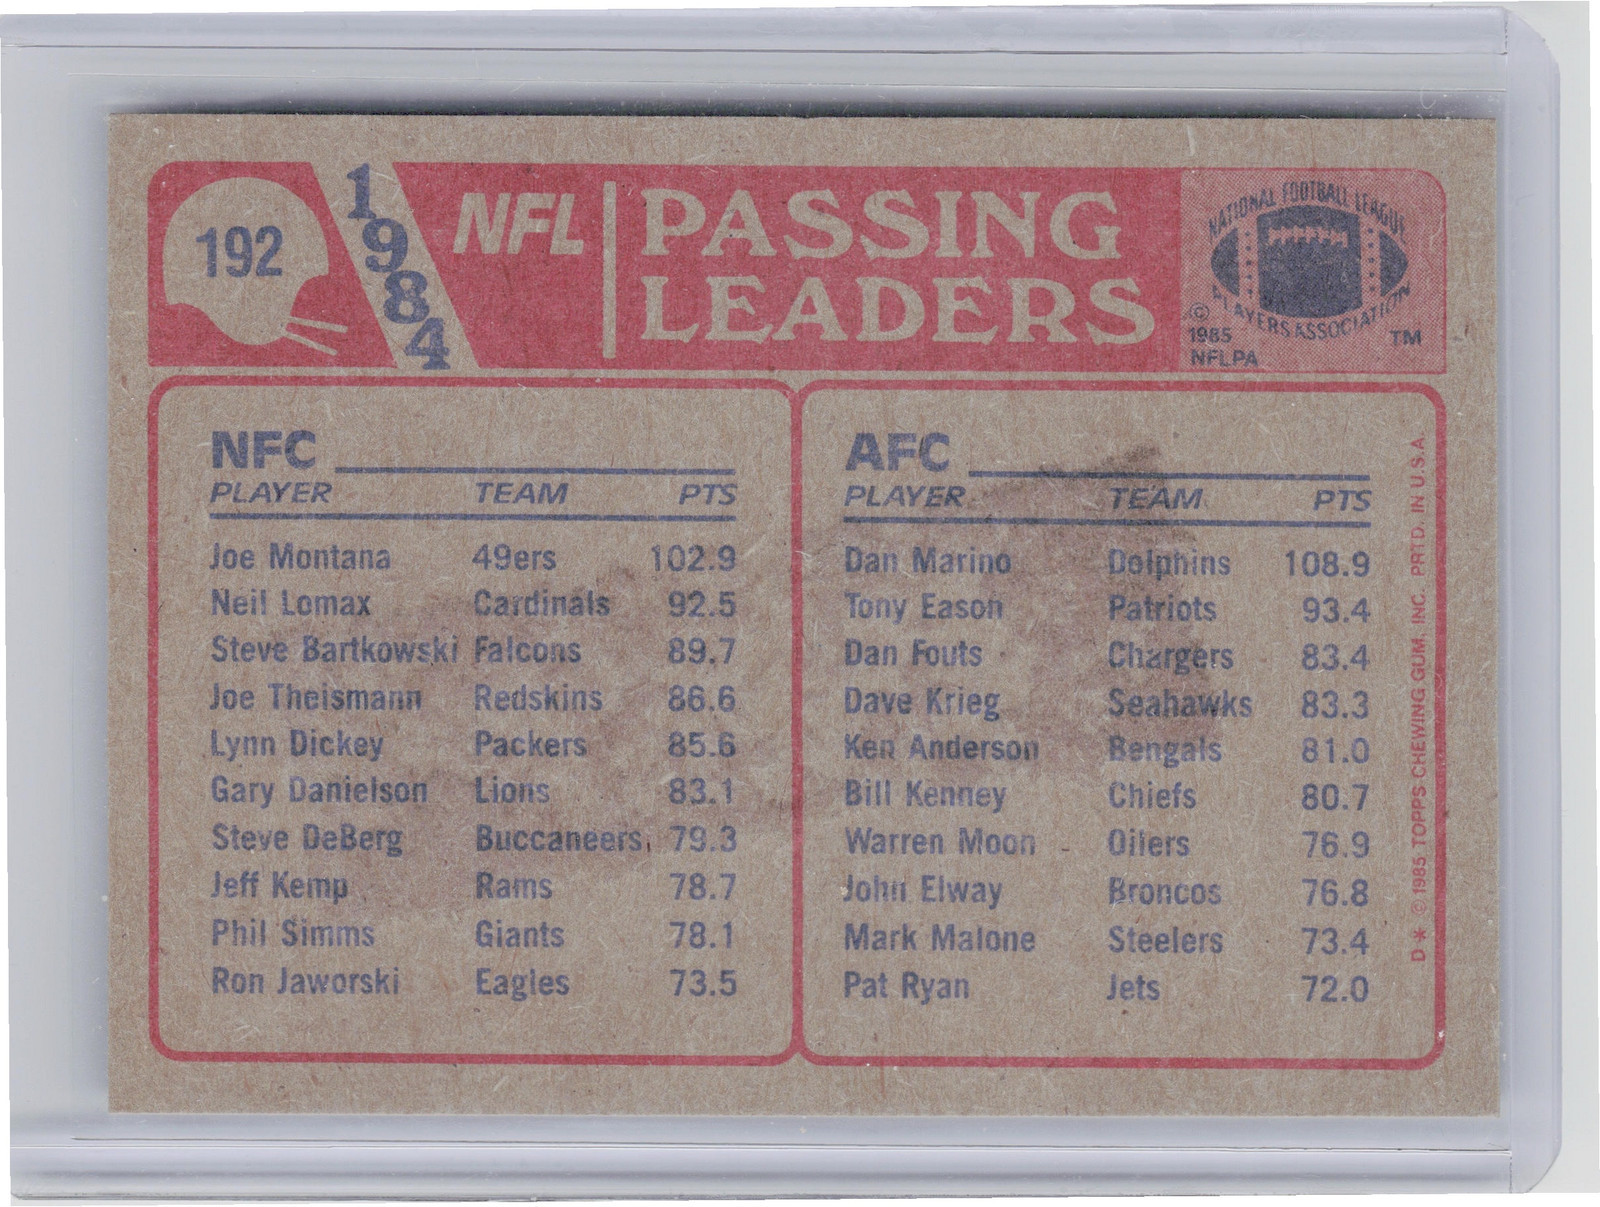 192
1984
NFL
PASSING
LEADERS
NATIONAL FOOTBALL LEAGUE
PLAYERS ASSOCIATION
© 1985 NFLPA
TM
NFC
PLAYER TEAM PTS
Joe Montana 49ers 102.9
Neil Lomax Cardinals 92.5
Steve Bartkowski Falcons 89.7
Joe Theismann Redskins 86.6
Lynn Dickey Packers 85.6
Gary Danielson Lions 83.1
Steve DeBerg Buccaneers 79.3
Jeff Kemp Rams 78.7
Phil Simms Giants 78.1
Ron Jaworski Eagles 73.5
AFC
PLAYER TEAM PTS
Dan Marino Dolphins 108.9
Tony Eason Patriots 93.4
Dan Fouts Chargers 83.4
Dave Krieg Seahawks 83.3
Ken Anderson Bengals 81.0
Bill Kenney Chiefs 80.7
Warren Moon Oilers 76.9
John Elway Broncos 76.8
Mark Malone Steelers 73.4
Pat Ryan Jets 72.0
D * © 1985 TOPPS CHEWING GUM, INC. PRTD. IN U.S.A.